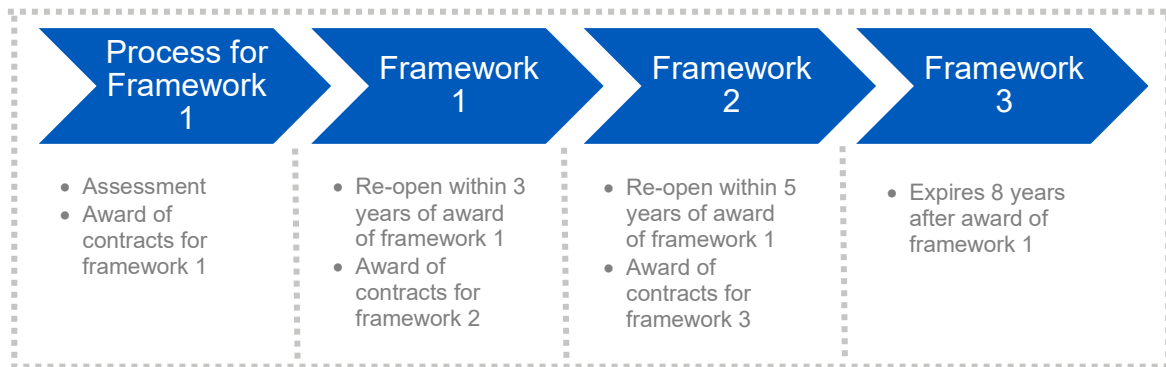 Process for
Framework
1
• Assessment
• Award of
contracts for
framework 1
Framework
1
• Re-open within 3
years of award
of framework 1
• Award of
contracts for
framework 2
Framework
2
• Re-open within 5
years of award
of framework 1
• Award of
contracts for
framework 3
Framework
3
• Expires 8 years
after award of
framework 1